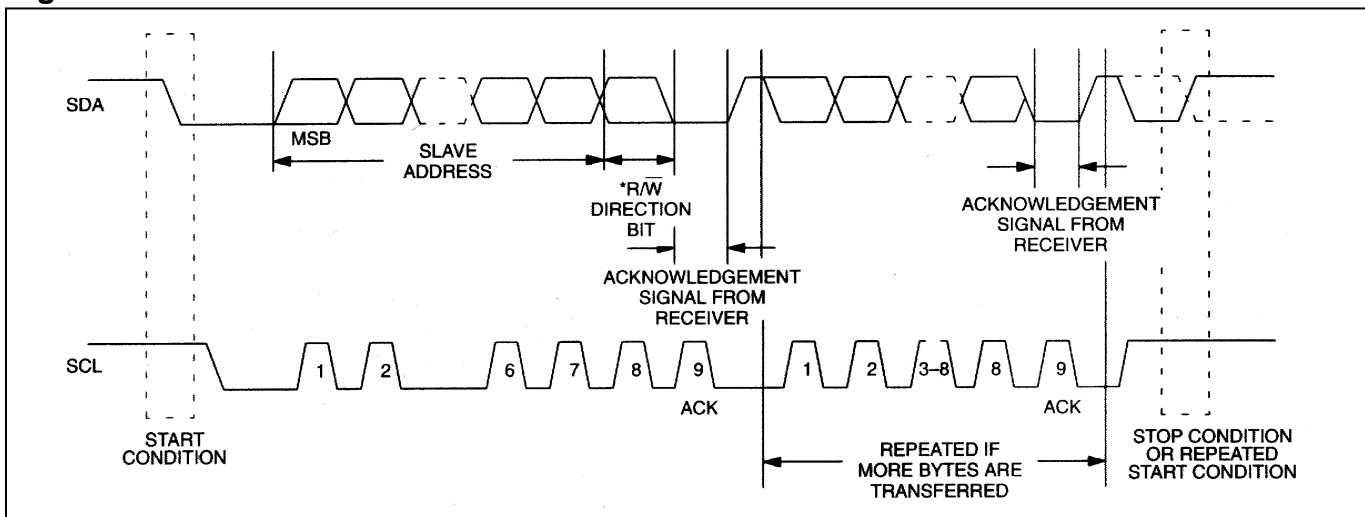 SDA
MSB
SLAVE
ADDRESS
*R/W̅
DIRECTION
BIT
ACKNOWLEDGEMENT
SIGNAL FROM
RECEIVER
ACKNOWLEDGEMENT
SIGNAL FROM
RECEIVER
SCL
1 2 6 7 8 9 1 2 3–8 8 9
ACK
ACK
START
CONDITION
REPEATED IF
MORE BYTES ARE
TRANSFERRED
STOP CONDITION
OR REPEATED
START CONDITION